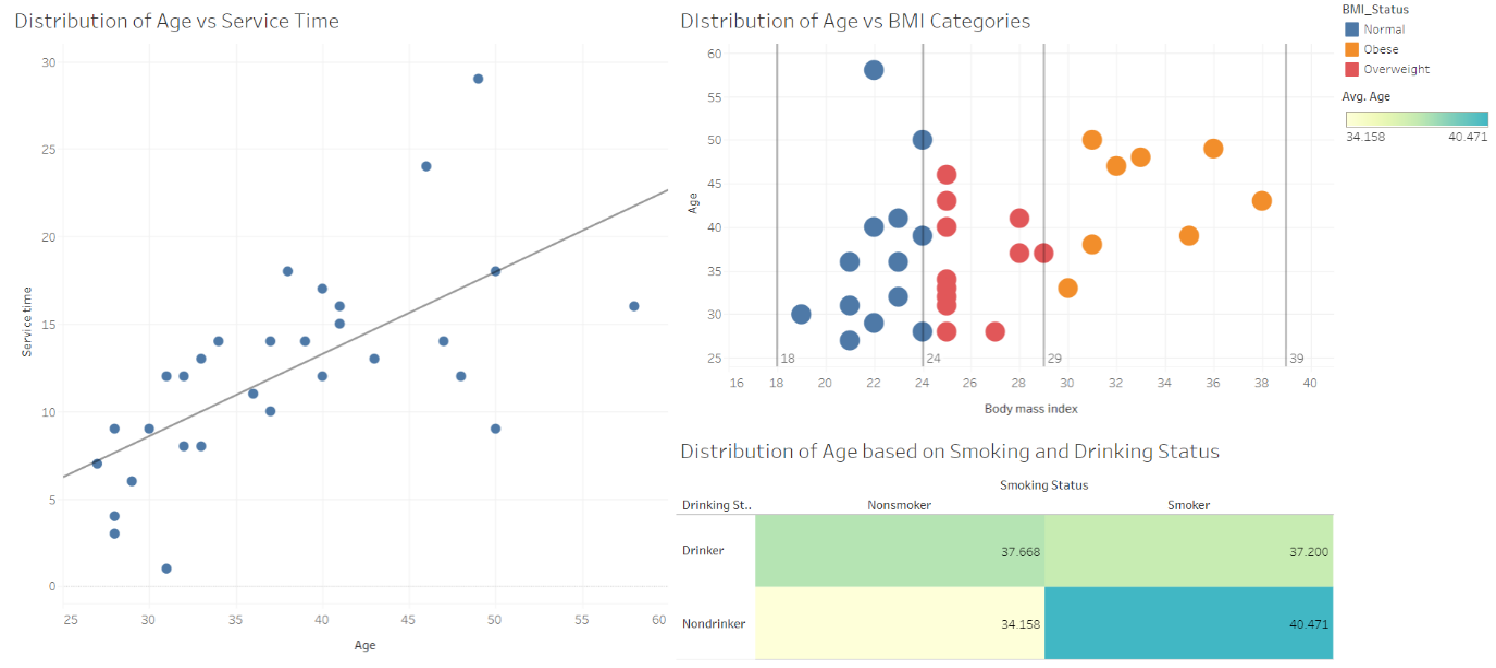 Distribution of Age vs Service Time
30
25
20
15
10
5
0
Service time
25 30 35 40 45 50 55 60
Age
DIstribution of Age vs BMI Categories
60
55
50
45
40
35
30
25
Age
18 24 29 39
16 18 20 22 24 26 28 30 32 34 36 38 40
Body mass index
BMI_Status
Normal
Obese
Overweight
Avg. Age
34.158 40.471
Distribution of Age based on Smoking and Drinking Status
Smoking Status
Drinking St.. Nonsmoker Smoker
Drinker 37.668 37.200
Nondrinker 34.158 40.471